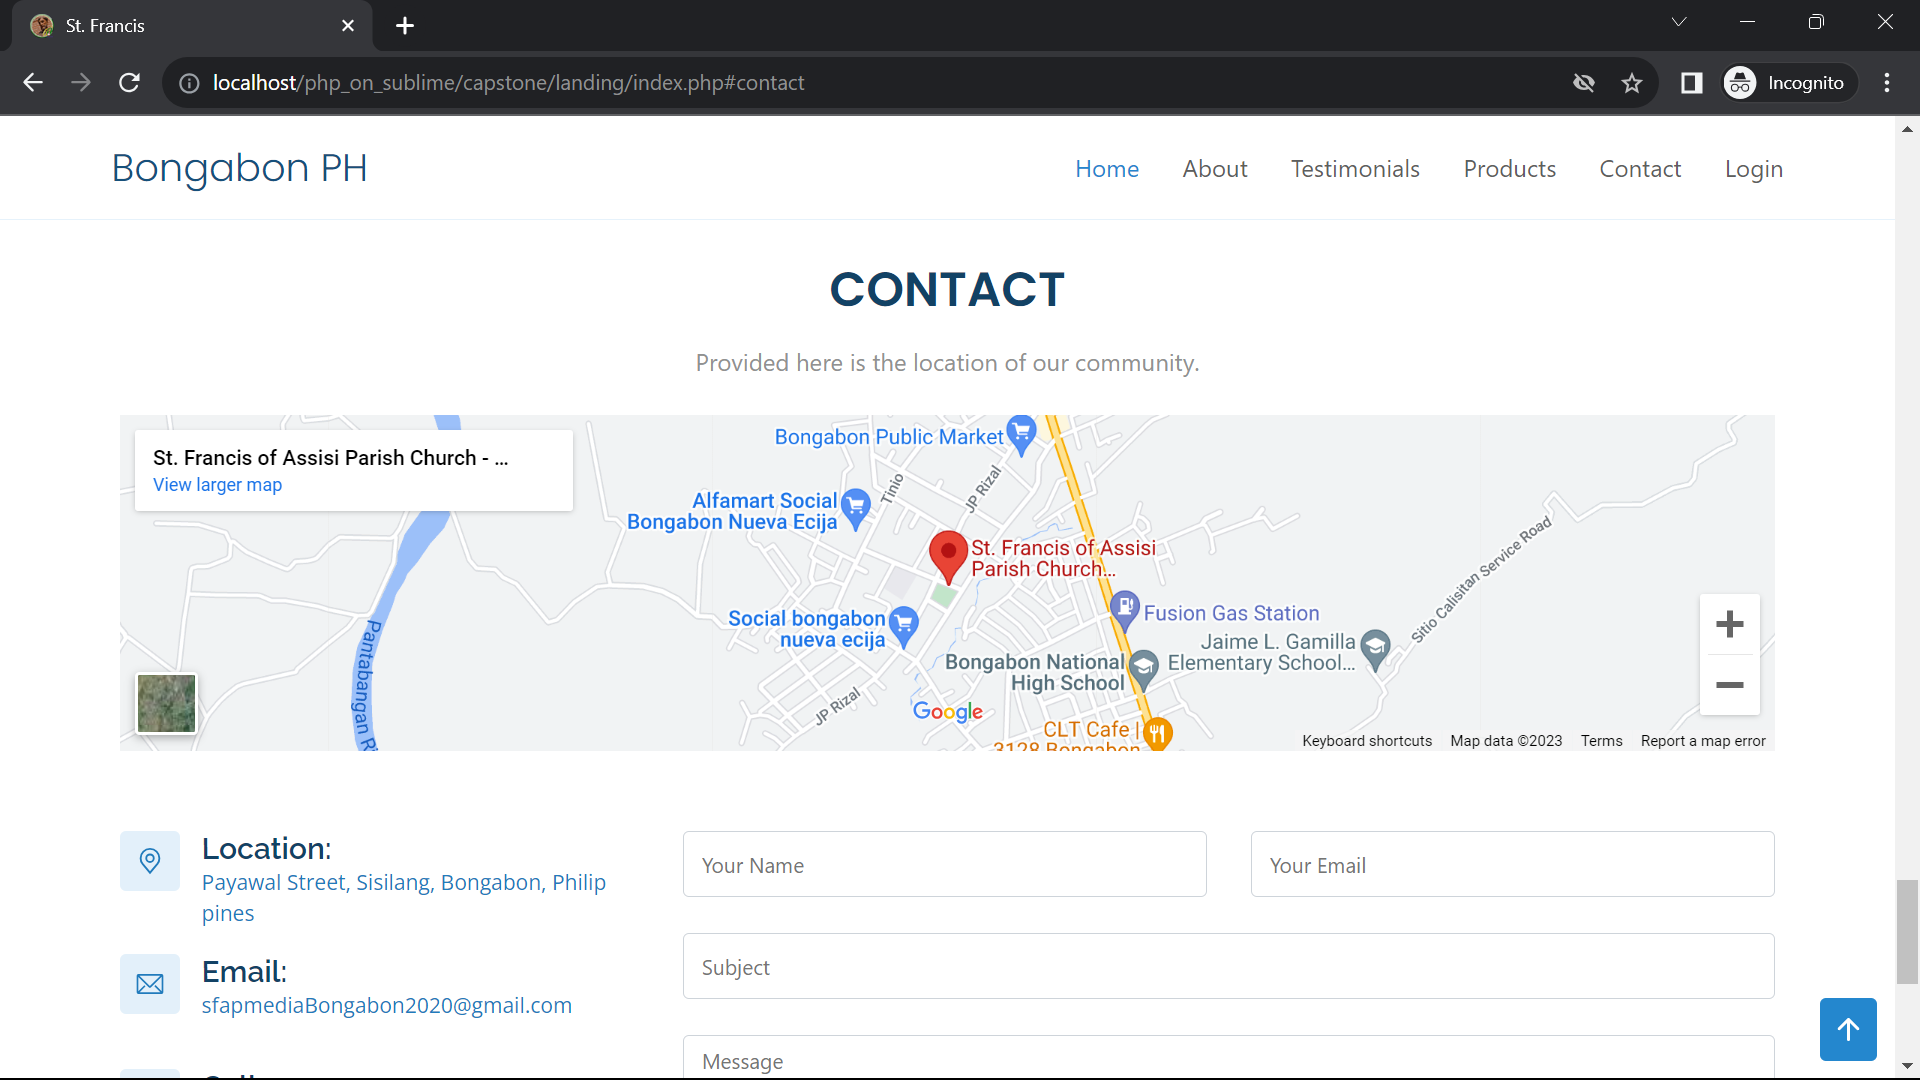 St. Francis
localhost/php_on_sublime/capstone/landing/index.php#contact
Incognito
Bongabon PH
Home
About
Testimonials
Products
Contact
Login
CONTACT
Provided here is the location of our community.
St. Francis of Assisi Parish Church - ...
View larger map
Bongabon Public Market
Tinio
JP Rizal
Alfamart Social
Bongabon Nueva Ecija
St. Francis of Assisi
Parish Church...
Sitio Calisitan Service Road
Social bongabon
nueva ecija
Fusion Gas Station
Jaime L. Gamilla
Elementary School...
Bongabon National
High School
Pantabangan Ri
JP Rizal
Google
CLT Cafe |
3128 Bongabon
Keyboard shortcuts
Map data ©2023
Terms
Report a map error
Location:
Payawal Street, Sisilang, Bongabon, Philip
pines
Email:
sfapmediaBongabon2020@gmail.com
Your Name
Your Email
Subject
Message